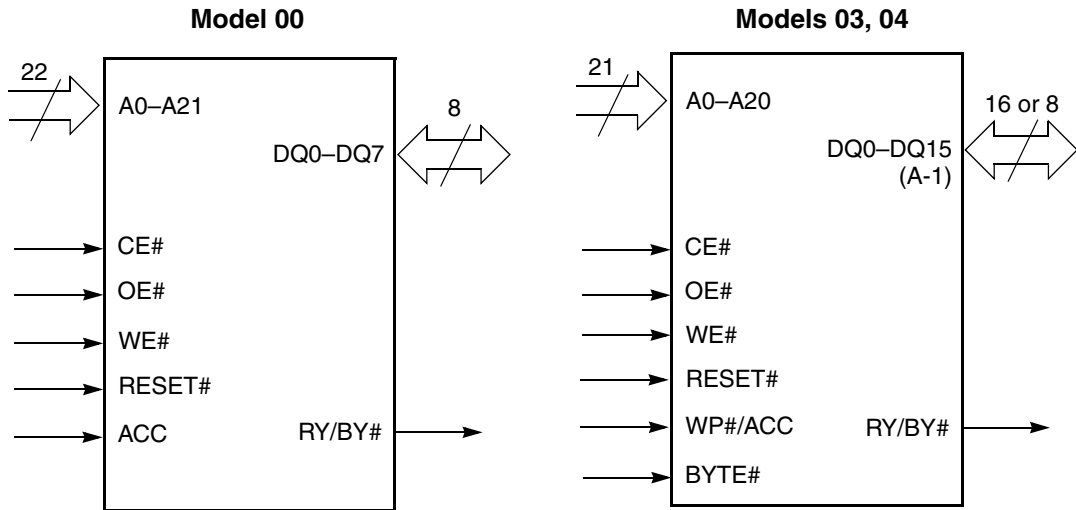 Model 00
22
A0–A21
8
DQ0–DQ7
CE#
OE#
WE#
RESET#
ACC
RY/BY#
Models 03, 04
21
A0–A20
16 or 8
DQ0–DQ15
(A-1)
CE#
OE#
WE#
RESET#
WP#/ACC
RY/BY#
BYTE#